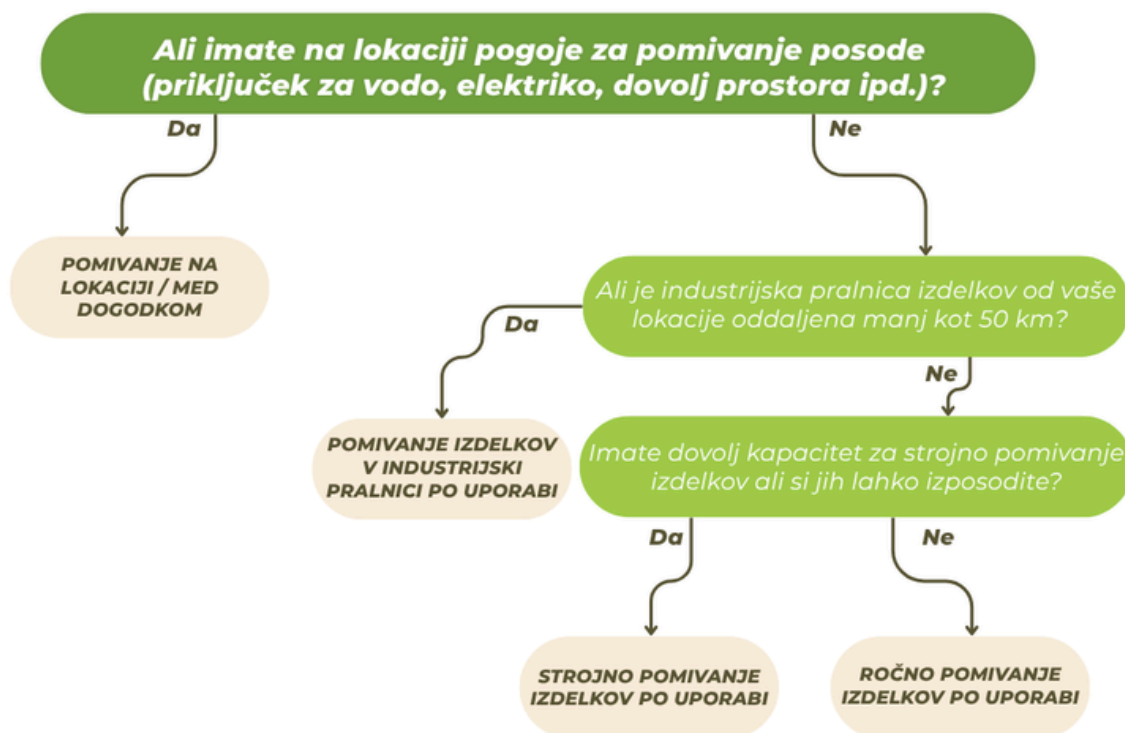 Ali imate na lokaciji pogoje za pomivanje posode
(priključek za vodo, elektriko, dovolj prostora ipd.)?
Da
Ne
POMIVANJE NA
LOKACIJI / MED
DOGODKOM
Ali je industrijska pralnica izdelkov od vaše
lokacije oddaljena manj kot 50 km?
Da
Ne
POMIVANJE IZDELKOV
V INDUSTRIJSKI
PRALNICI PO UPORABI
Imate dovolj kapacitet za strojno pomivanje
izdelkov ali si jih lahko izposodite?
Da
Ne
STROJNO POMIVANJE
IZDELKOV PO UPORABI
ROČNO POMIVANJE
IZDELKOV PO UPORABI